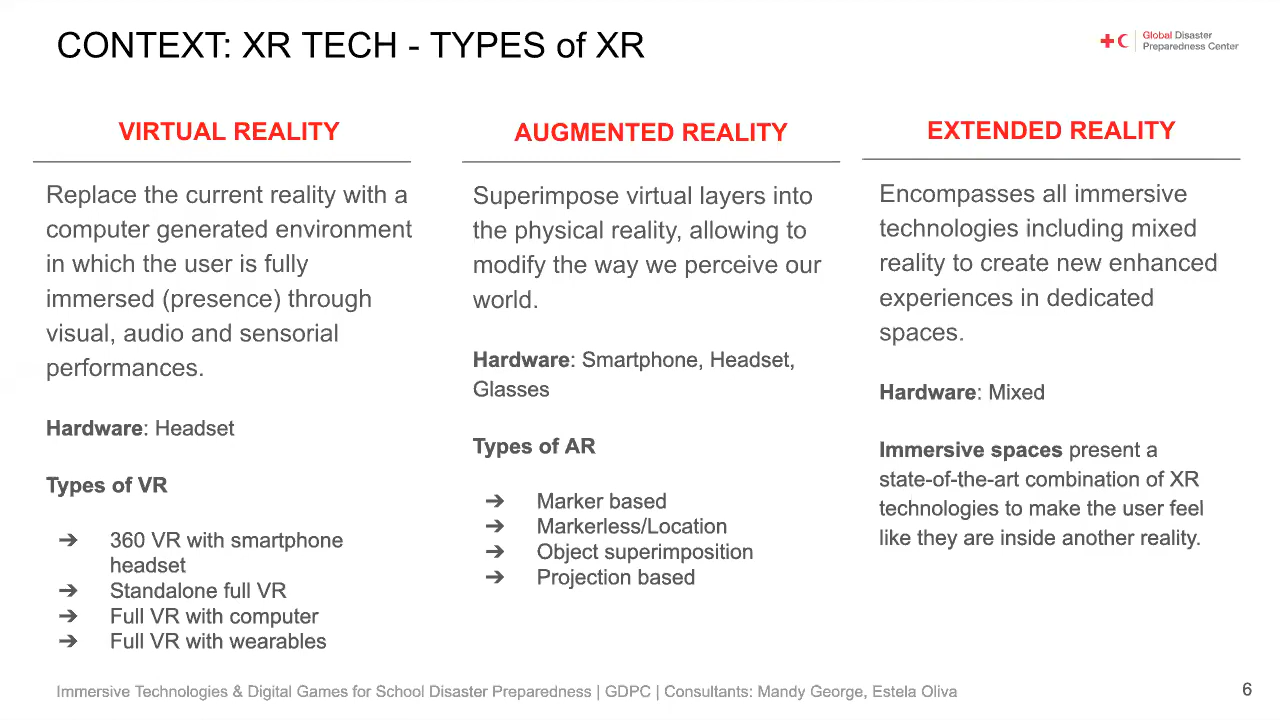 CONTEXT: XR TECH - TYPES of XR
Global Disaster
Preparedness Center
VIRTUAL REALITY
Replace the current reality with a
computer generated environment
in which the user is fully
immersed (presence) through
visual, audio and sensorial
performances.
Hardware: Headset
Types of VR
➔ 360 VR with smartphone
headset
➔ Standalone full VR
➔ Full VR with computer
➔ Full VR with wearables
AUGMENTED REALITY
Superimpose virtual layers into
the physical reality, allowing to
modify the way we perceive our
world.
Hardware: Smartphone, Headset,
Glasses
Types of AR
➔ Marker based
➔ Markerless/Location
➔ Object superimposition
➔ Projection based
EXTENDED REALITY
Encompasses all immersive
technologies including mixed
reality to create new enhanced
experiences in dedicated
spaces.
Hardware: Mixed
Immersive spaces present a
state-of-the-art combination of XR
technologies to make the user feel
like they are inside another reality.
Immersive Technologies & Digital Games for School Disaster Preparedness | GDPC | Consultants: Mandy George, Estela Oliva
6